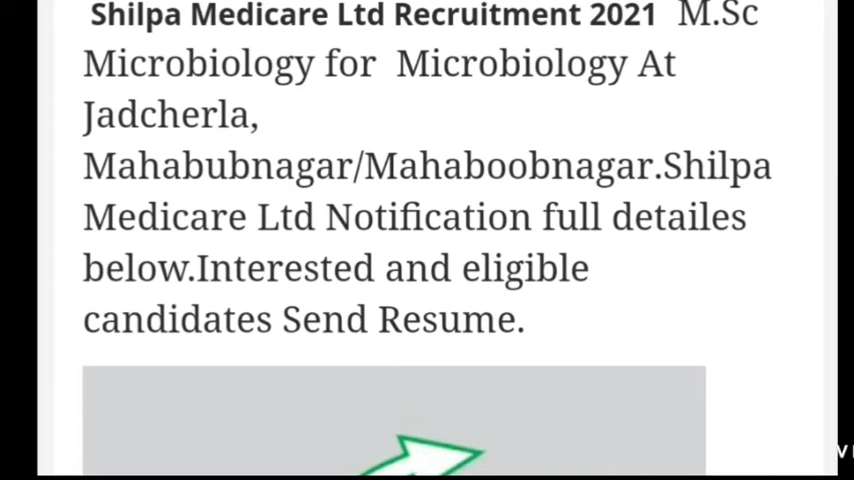 Shilpa Medicare Ltd Recruitment 2021 M.Sc
Microbiology for Microbiology At
Jadcherla,
Mahabubnagar/Mahaboobnagar.Shilpa
Medicare Ltd Notification full detailes
below.Interested and eligible
candidates Send Resume.